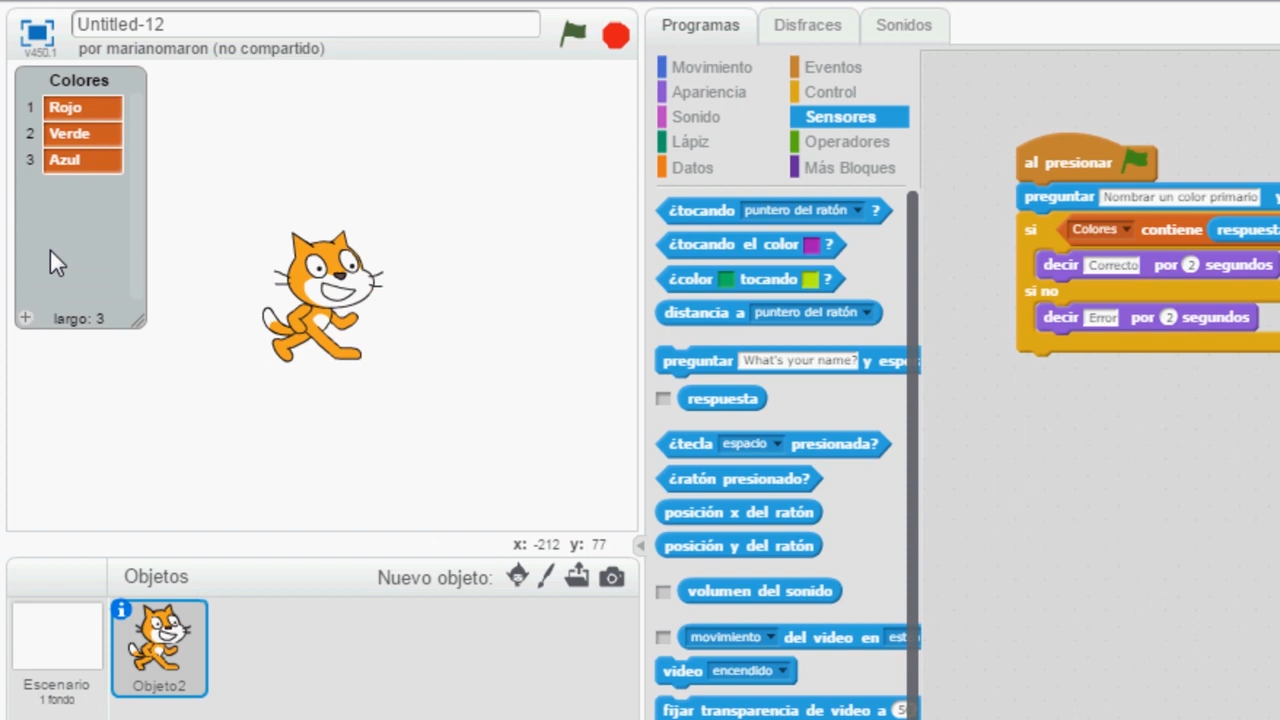 Untitled-12
por marianomaron (no compartido)
v450.1
Colores
1 Rojo
2 Verde
3 Azul
largo: 3
x: -212 y: 77
Objetos
Nuevo objeto:
Escenario
1 fondo
Objeto2
Programas
Disfraces
Sonidos
Movimiento
Apariencia
Sonido
Lápiz
Datos
Eventos
Control
Sensores
Operadores
Más Bloques
¿tocando puntero del ratón ?
¿tocando el color ?
¿color tocando ?
distancia a puntero del ratón
preguntar What's your name? y espe
respuesta
¿tecla espacio presionada?
¿ratón presionado?
posición x del ratón
posición y del ratón
volumen del sonido
movimiento del video en est
video encendido
fijar transparencia de video a 5
al presionar
preguntar Nombrar un color primario y
si Colores contiene respuest
decir Correcto por 2 segundos
si no
decir Error por 2 segundos